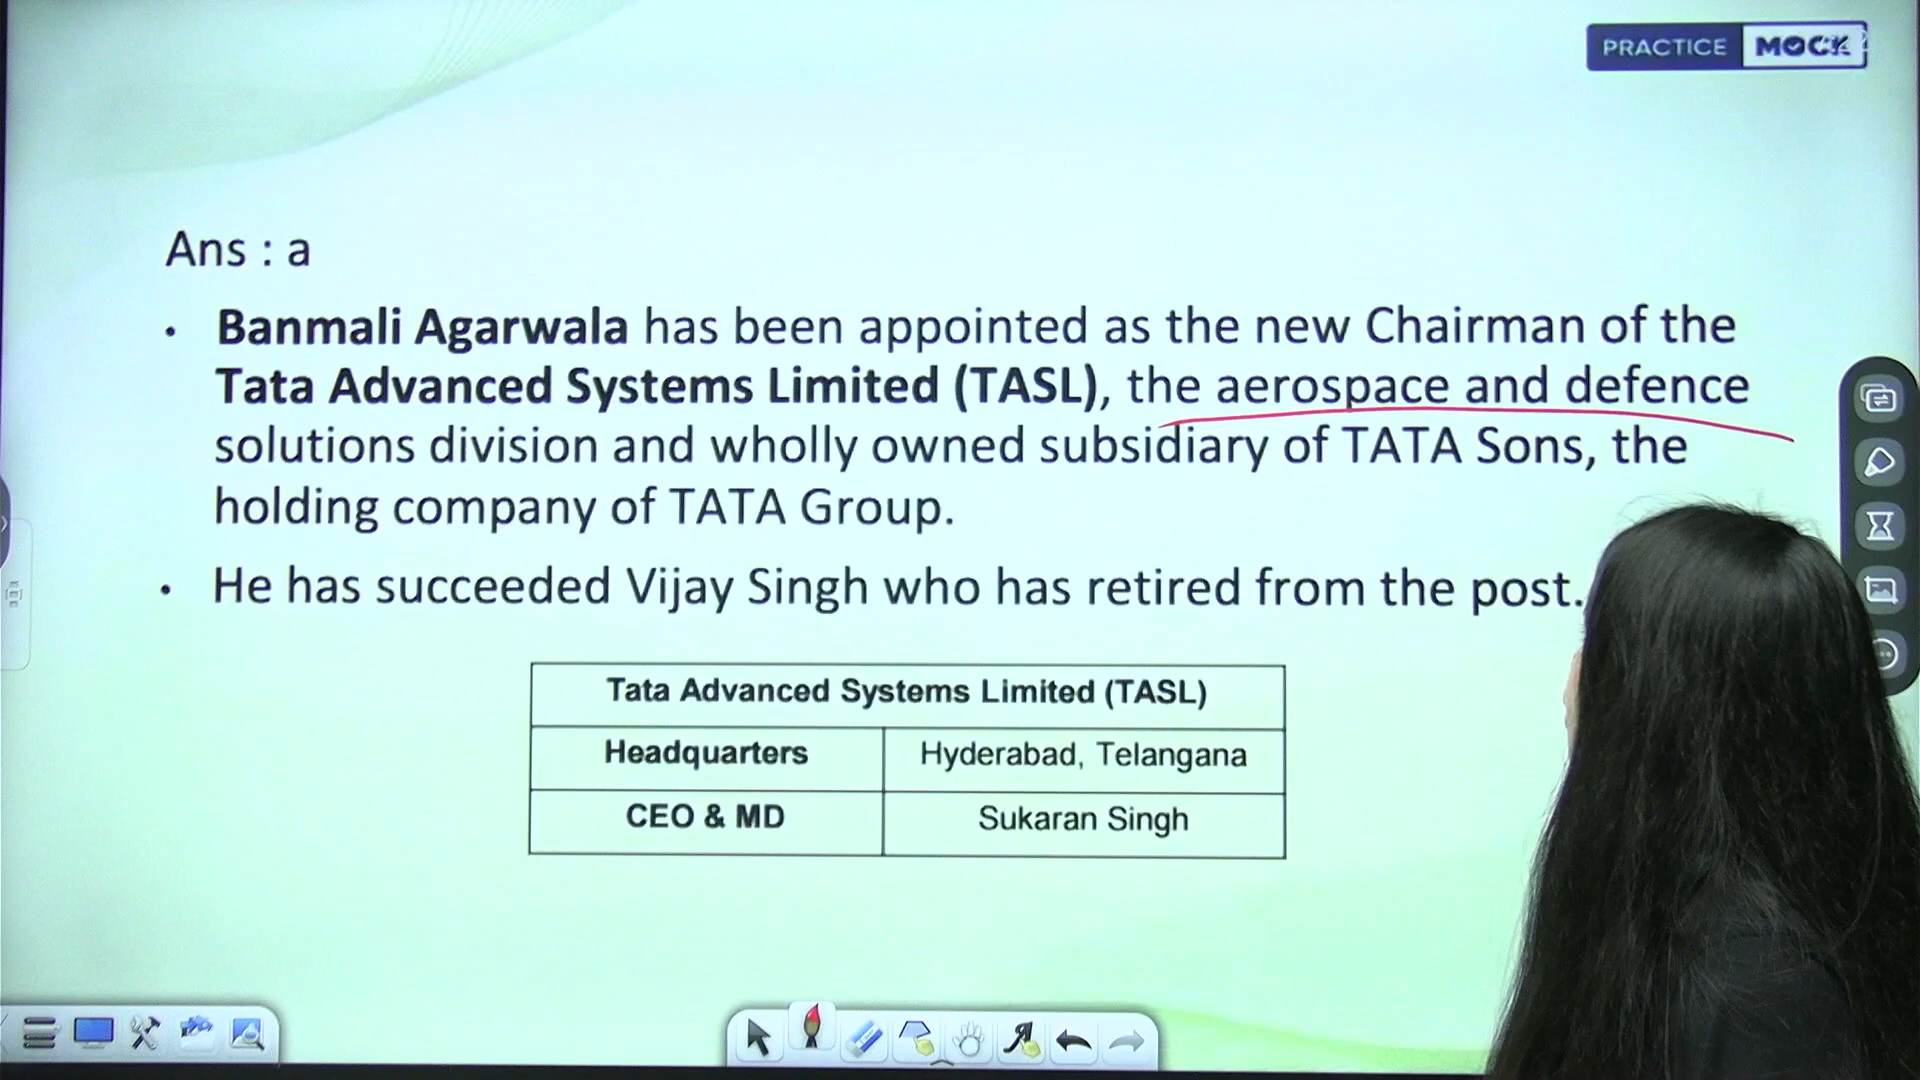 PRACTICE MOCK
Ans : a
• Banmali Agarwala has been appointed as the new Chairman of the
Tata Advanced Systems Limited (TASL), the aerospace and defence
solutions division and wholly owned subsidiary of TATA Sons, the
holding company of TATA Group.
• He has succeeded Vijay Singh who has retired from the post.
Tata Advanced Systems Limited (TASL)
Headquarters Hyderabad, Telangana
CEO & MD Sukaran Singh